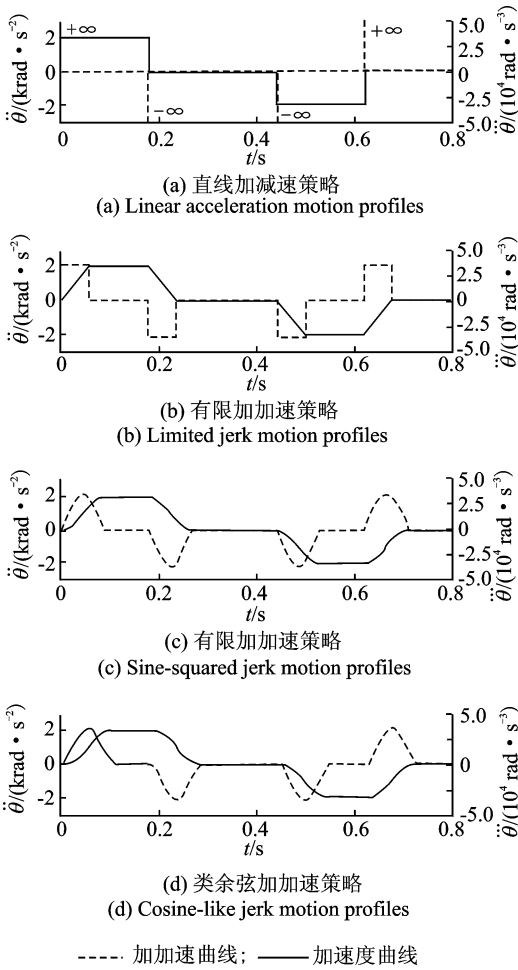 +∞
+∞
-∞
-∞
2
0
-2
5.0
2.5
0
-2.5
-5.0
θ̈/(krad·s⁻²)
θ⃛/(10⁴ rad·s⁻³)
0 0.2 0.4 0.6 0.8
t/s
(a) 直线加减速策略
(a) Linear acceleration motion profiles
2
0
-2
5.0
2.5
0
-2.5
-5.0
θ̈/(krad·s⁻²)
θ⃛/(10⁴ rad·s⁻³)
0 0.2 0.4 0.6 0.8
t/s
(b) 有限加加速策略
(b) Limited jerk motion profiles
2
0
-2
5.0
2.5
0
-2.5
-5.0
θ̈/(krad·s⁻²)
θ⃛/(10⁴ rad·s⁻³)
0 0.2 0.4 0.6 0.8
t/s
(c) 有限加加速策略
(c) Sine-squared jerk motion profiles
2
0
-2
5.0
2.5
0
-2.5
-5.0
θ̈/(krad·s⁻²)
θ⃛/(10⁴ rad·s⁻³)
0 0.2 0.4 0.6 0.8
t/s
(d) 类余弦加加速策略
(d) Cosine-like jerk motion profiles
加加速曲线; 加速度曲线